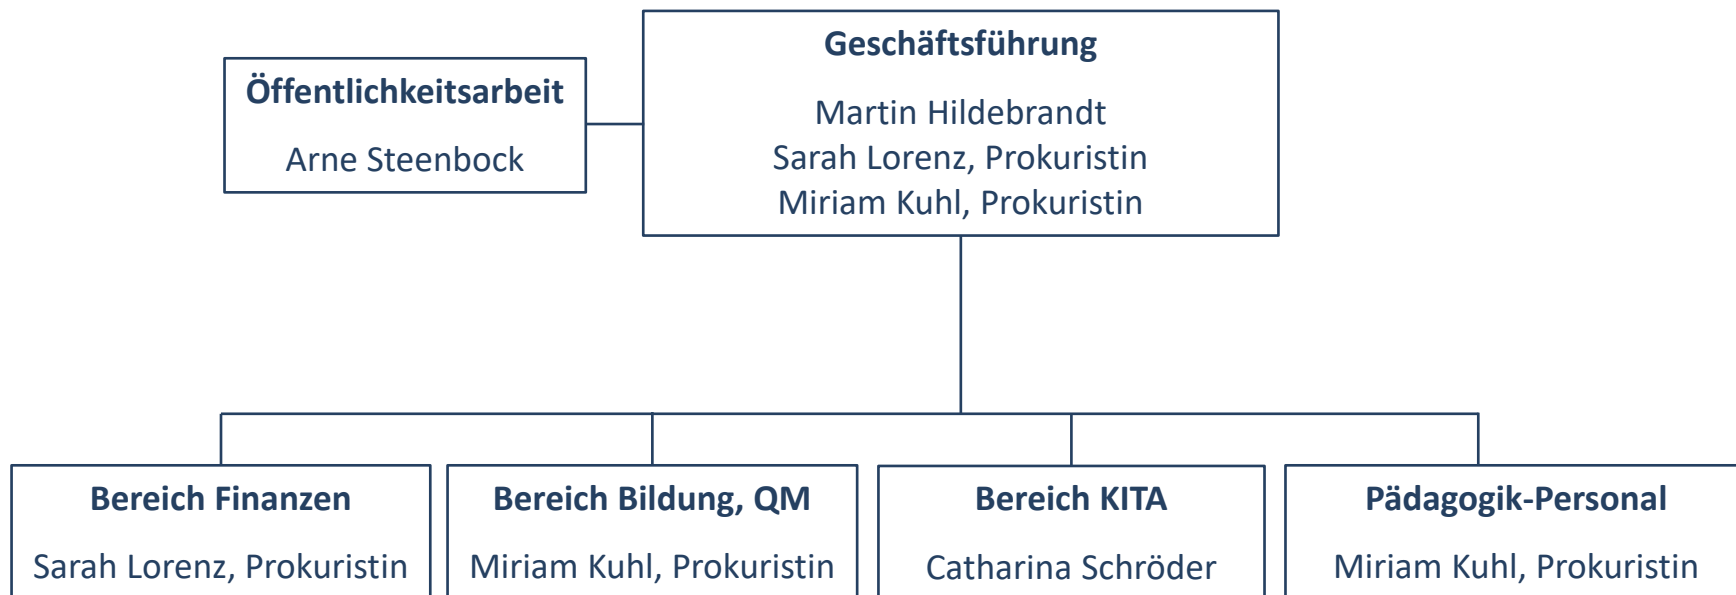 Geschäftsführung
Martin Hildebrandt
Sarah Lorenz, Prokuristin
Miriam Kuhl, Prokuristin
Öffentlichkeitsarbeit
Arne Steenbock
Bereich Finanzen
Sarah Lorenz, Prokuristin
Bereich Bildung, QM
Miriam Kuhl, Prokuristin
Bereich KITA
Catharina Schröder
Pädagogik-Personal
Miriam Kuhl, Prokuristin